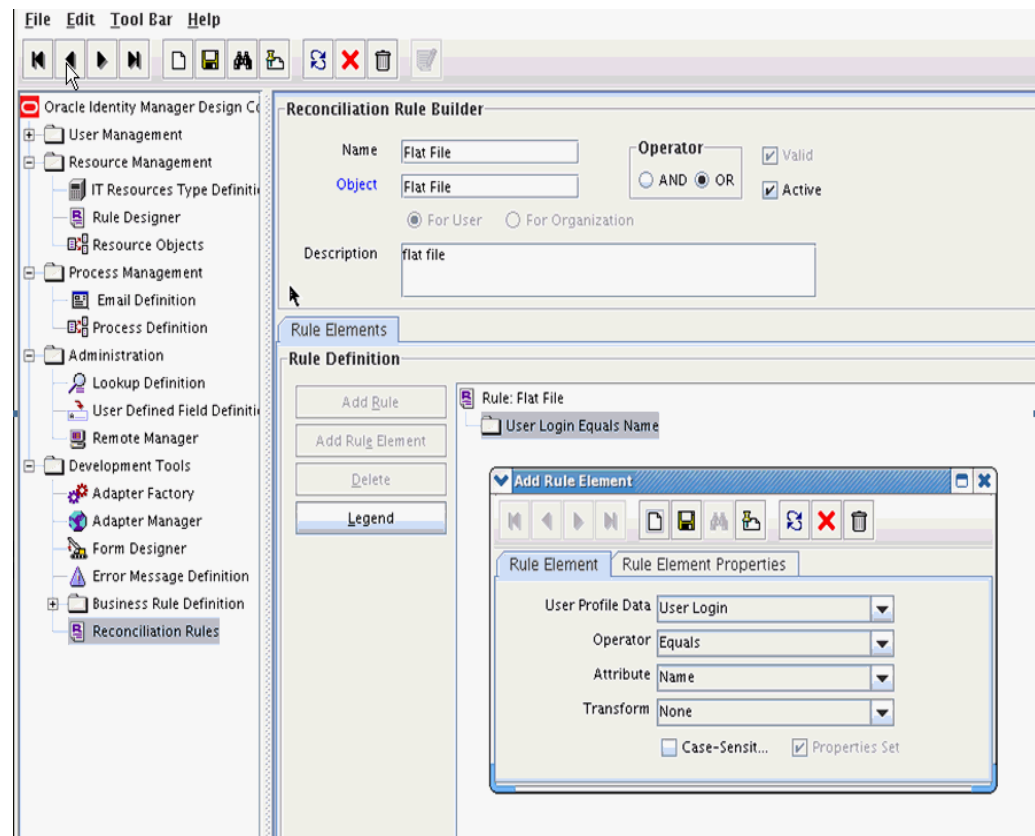 File Edit Tool Bar Help
Oracle Identity Manager Design Co
User Management
Resource Management
IT Resources Type Definiti
Rule Designer
Resource Objects
Process Management
Email Definition
Process Definition
Administration
Lookup Definition
User Defined Field Definiti
Remote Manager
Development Tools
Adapter Factory
Adapter Manager
Form Designer
Error Message Definition
Business Rule Definition
Reconciliation Rules
Reconciliation Rule Builder
Name Flat File
Object Flat File
Operator
AND OR
Valid
Active
For User For Organization
Description flat file
Rule Elements
Rule Definition
Add Rule
Add Rule Element
Delete
Legend
Rule: Flat File
User Login Equals Name
Add Rule Element
Rule Element Rule Element Properties
User Profile Data User Login
Operator Equals
Attribute Name
Transform None
Case-Sensit... Properties Set